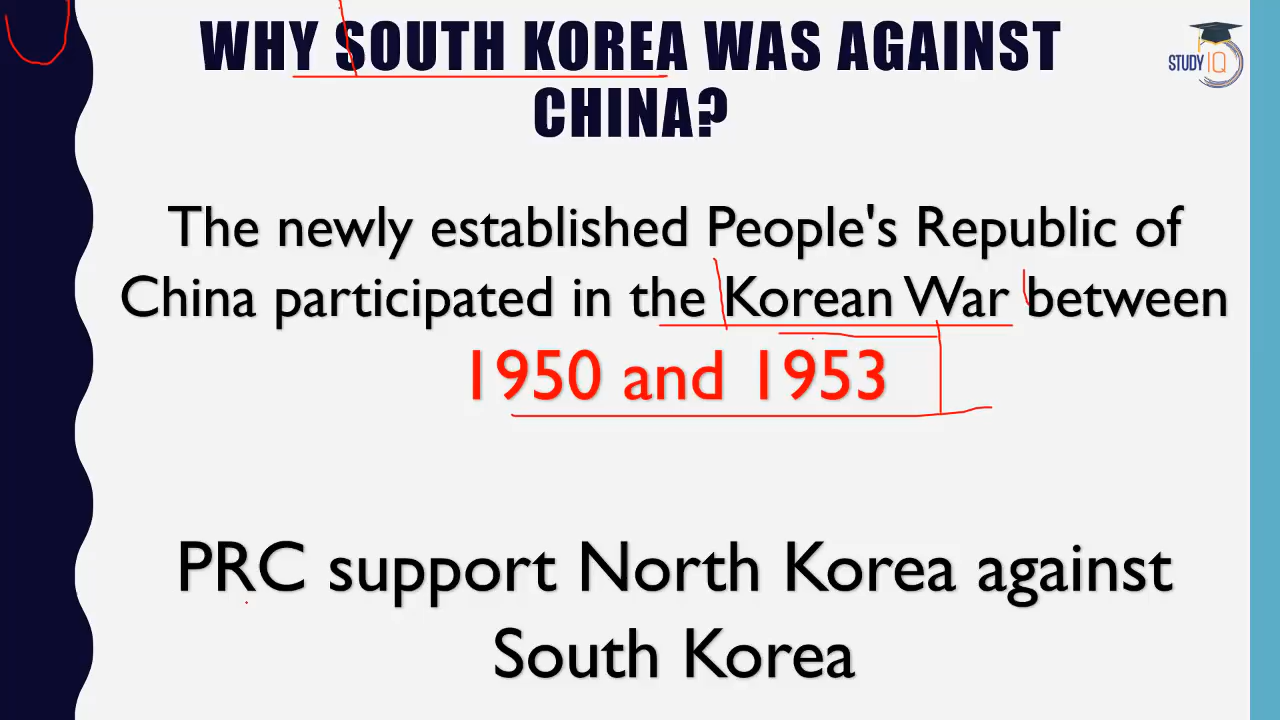 WHY SOUTH KOREA WAS AGAINST
CHINA?
STUDY IQ
The newly established People's Republic of
China participated in the Korean War between
1950 and 1953
PRC support North Korea against
South Korea